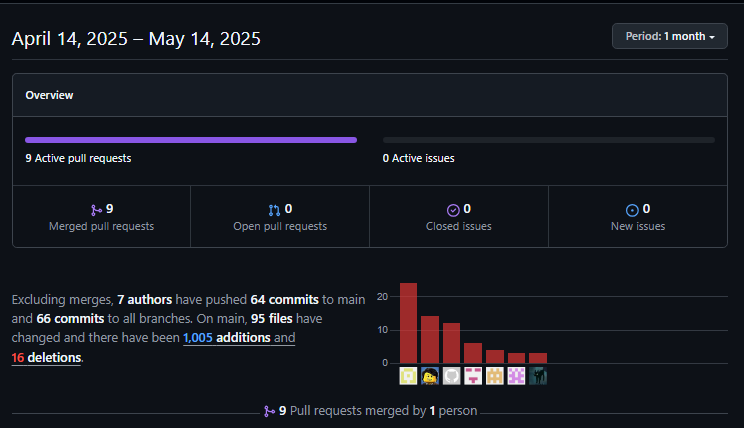 April 14, 2025 – May 14, 2025
Period: 1 month
Overview
9 Active pull requests
0 Active issues
9
Merged pull requests
0
Open pull requests
0
Closed issues
0
New issues
Excluding merges, 7 authors have pushed 64 commits to main
and 66 commits to all branches. On main, 95 files have
changed and there have been 1,005 additions and
16 deletions.
20
10
0
9 Pull requests merged by 1 person